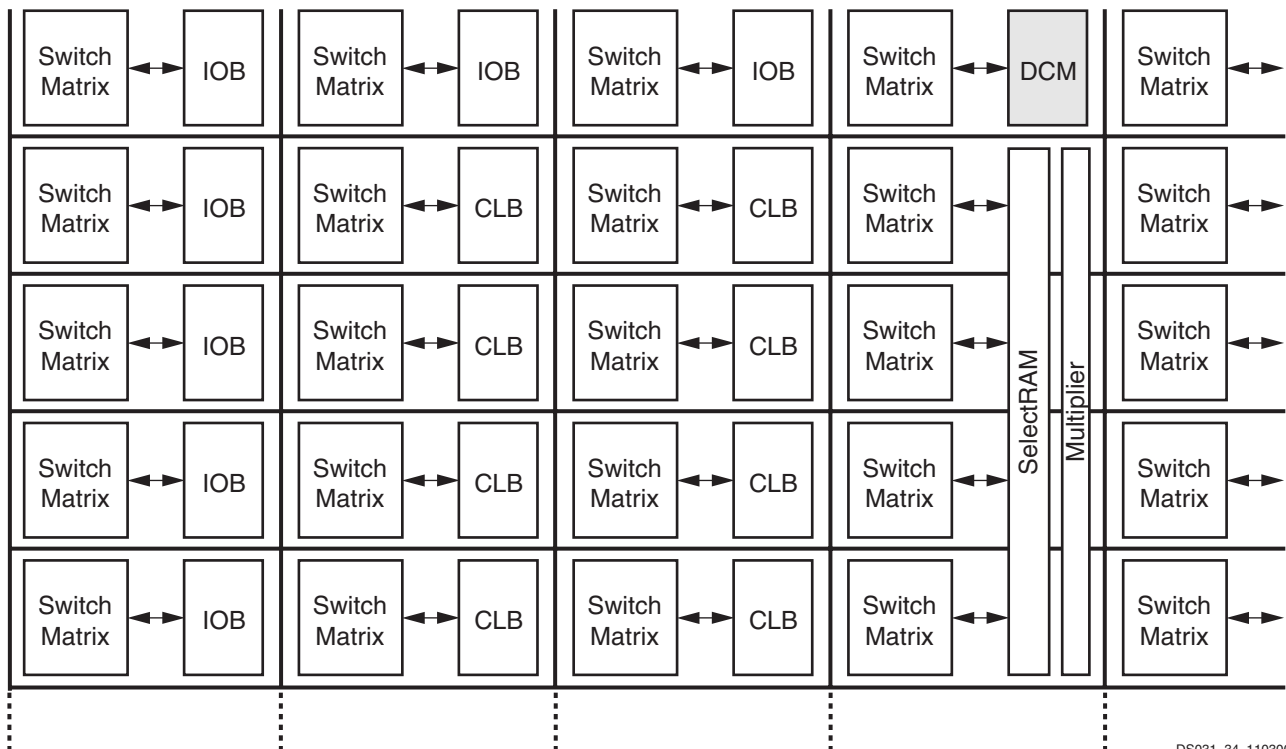 Switch
Matrix
IOB
Switch
Matrix
IOB
Switch
Matrix
IOB
Switch
Matrix
DCM
Switch
Matrix
Switch
Matrix
IOB
Switch
Matrix
CLB
Switch
Matrix
CLB
Switch
Matrix
Switch
Matrix
Switch
Matrix
IOB
Switch
Matrix
CLB
Switch
Matrix
CLB
Switch
Matrix
SelectRAM
Multiplier
Switch
Matrix
Switch
Matrix
IOB
Switch
Matrix
CLB
Switch
Matrix
CLB
Switch
Matrix
Switch
Matrix
Switch
Matrix
IOB
Switch
Matrix
CLB
Switch
Matrix
CLB
Switch
Matrix
Switch
Matrix